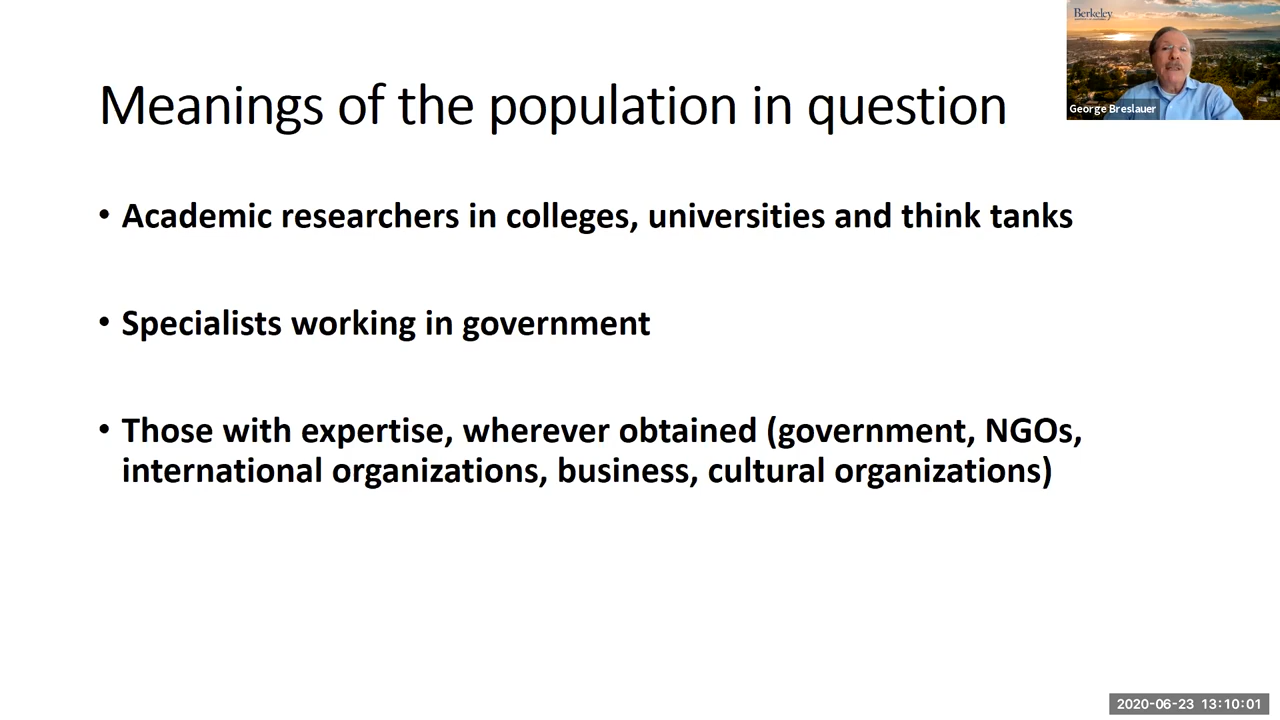 Berkeley
Meanings of the population in question
George Breslauer
• Academic researchers in colleges, universities and think tanks
• Specialists working in government
• Those with expertise, wherever obtained (government, NGOs,
international organizations, business, cultural organizations)
2020-06-23 13:10:01